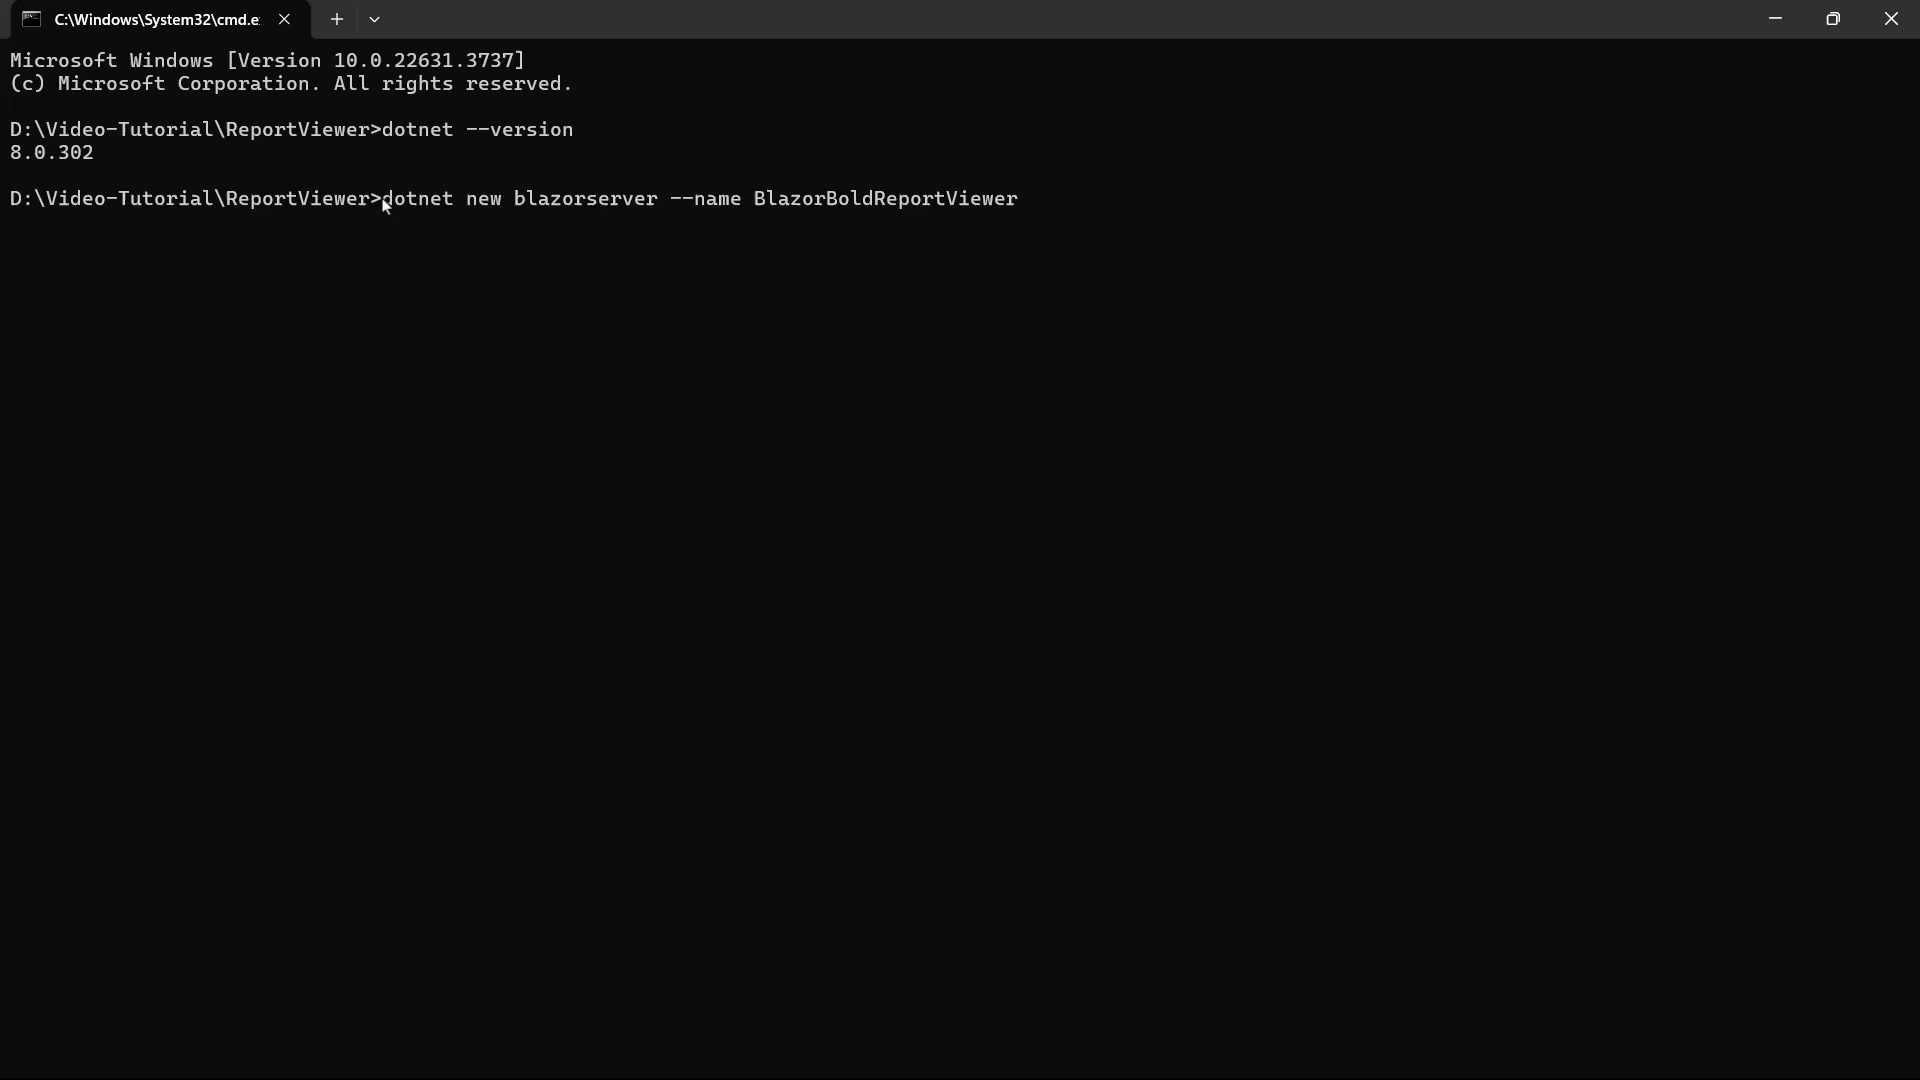 C:\Windows\System32\cmd.e
Microsoft Windows [Version 10.0.22631.3737]
(c) Microsoft Corporation. All rights reserved.
D:\Video-Tutorial\ReportViewer>dotnet --version
8.0.302
D:\Video-Tutorial\ReportViewer>dotnet new blazorserver --name BlazorBoldReportViewer